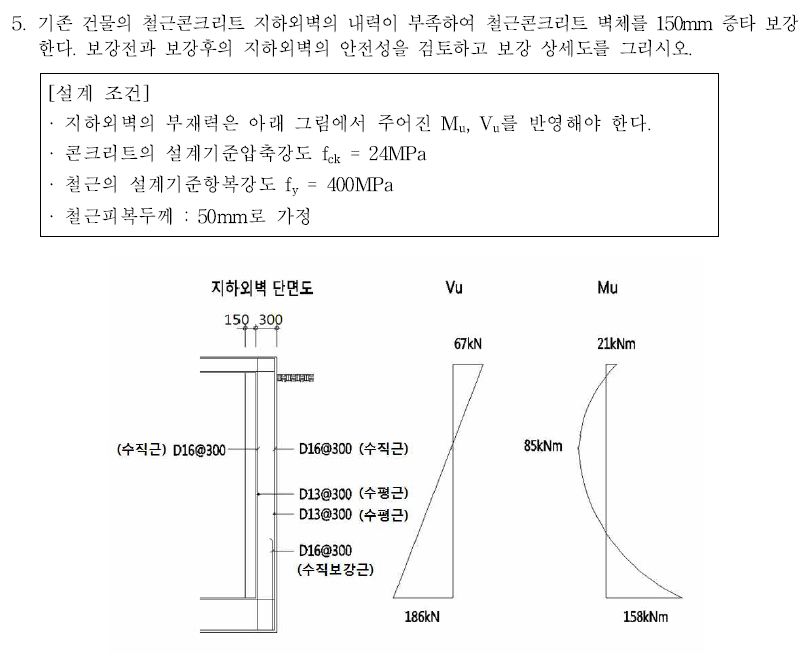 5. 기존 건물의 철근콘크리트 지하외벽의 내력이 부족하여 철근콘크리트 벽체를 150mm 증타 보강
한다. 보강전과 보강후의 지하외벽의 안전성을 검토하고 보강 상세도를 그리시오.
[설계 조건]
· 지하외벽의 부재력은 아래 그림에서 주어진 Mu, Vu를 반영해야 한다.
· 콘크리트의 설계기준압축강도 fck = 24MPa
· 철근의 설계기준항복강도 fy = 400MPa
· 철근피복두께 : 50mm로 가정
지하외벽 단면도 Vu Mu
150 300
67kN 21kNm
(수직근) D16@300 D16@300 (수직근) 85kNm
D13@300 (수평근)
D13@300 (수평근)
D16@300
(수직보강근)
186kN 158kNm